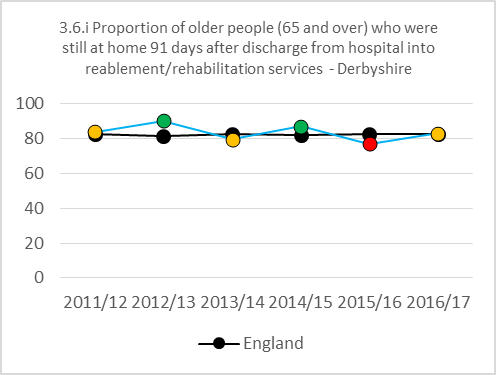 3.6.i Proportion of older people (65 and over) who were
still at home 91 days after discharge from hospital into
reablement/rehabilitation services - Derbyshire
100
80
60
40
20
0
2011/12 2012/13 2013/14 2014/15 2015/16 2016/17
England